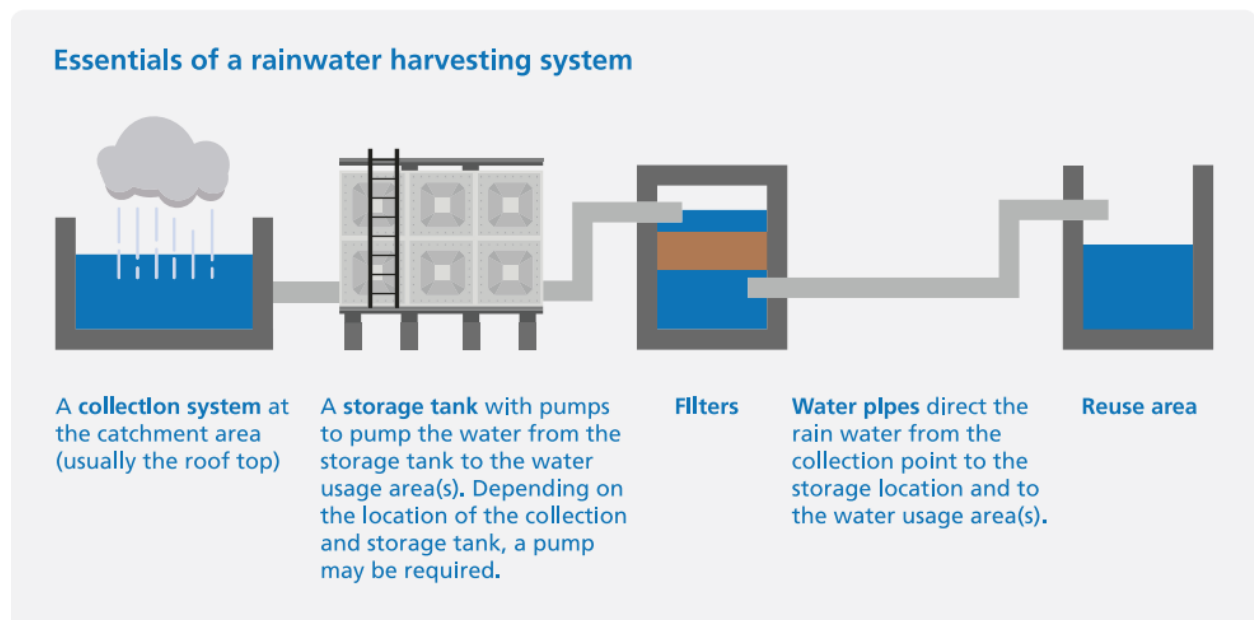 Essentials of a rainwater harvesting system
A collection system at
the catchment area
(usually the roof top)
A storage tank with pumps
to pump the water from the
storage tank to the water
usage area(s). Depending on
the location of the collection
and storage tank, a pump
may be required.
Filters
Water pipes direct the
rain water from the
collection point to the
storage location and to
the water usage area(s).
Reuse area